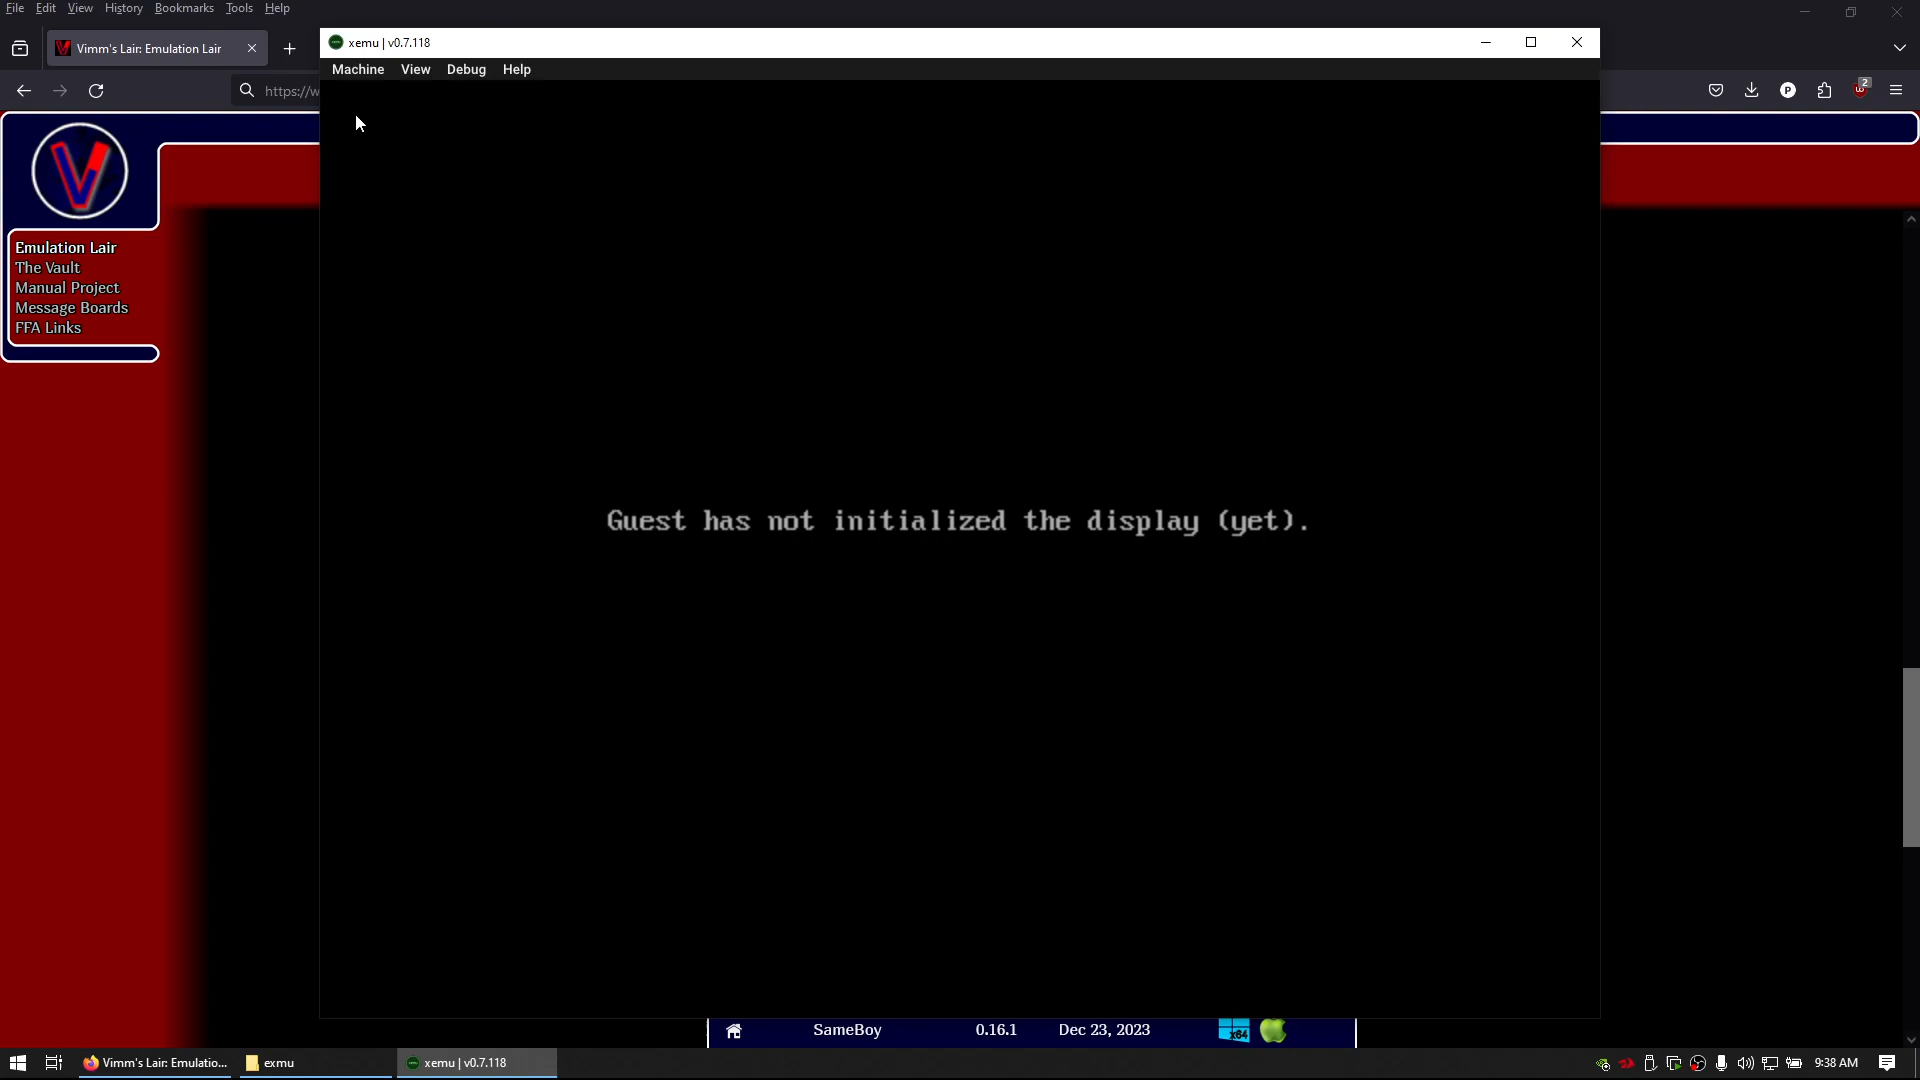 File Edit View History Bookmarks Tools Help
Vimm's Lair: Emulation Lair
xemu | v0.7.118
Machine View Debug Help
https://w
2
Emulation Lair
The Vault
Manual Project
Message Boards
FFA Links
Guest has not initialized the display (yet).
SameBoy 0.16.1 Dec 23, 2023 x64
Vimm's Lair: Emulatio... exmu xemu | v0.7.118 9:38 AM